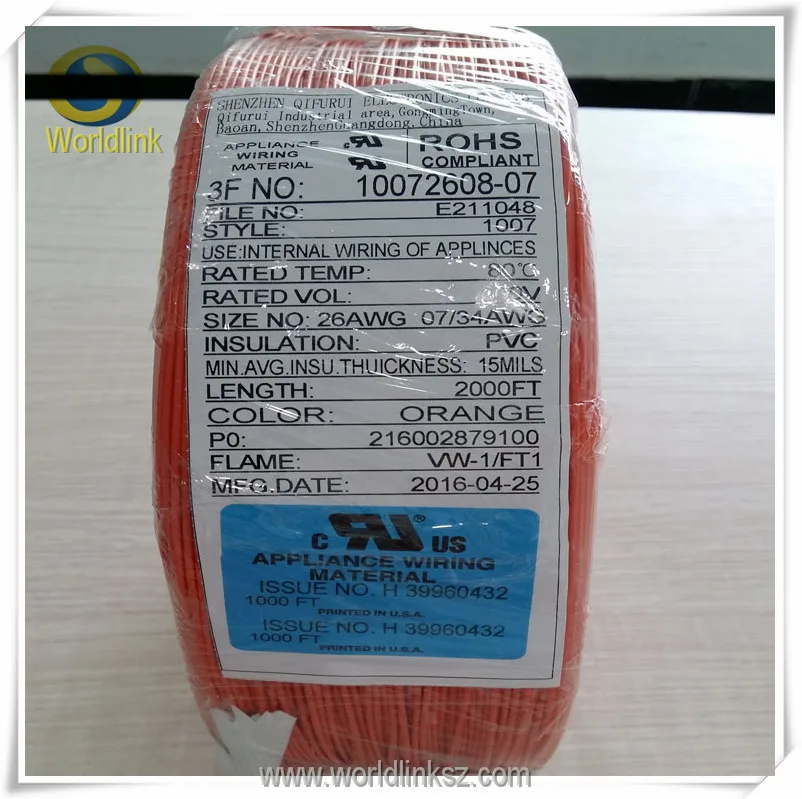 Worldlink
SHENZHEN QIFURUI ELECTRONICS
Qifurui Industrial area, GongmingTown,
Baoan, ShenzhenGuangdong, China
APPLIANCE
WIRING
MATERIAL
ROHS
COMPLIANT
3F NO: 10072608-07
FILE NO: E211048
STYLE: 1007
USE:INTERNAL WIRING OF APPLINCES
RATED TEMP: 80℃
RATED VOL:
SIZE NO: 26AWG 07/34AWG
INSULATION: PVC
MIN.AVG.INSU.THUICKNESS: 15MILS
LENGTH: 2000FT
COLOR: ORANGE
P0: 216002879100
FLAME: VW-1/FT1
MFG.DATE: 2016-04-25
C RU ® US
APPLIANCE WIRING
MATERIAL
ISSUE NO. H 39960432
1000 FT
PRINTED IN U.S.A.
ISSUE NO. H 39960432
1000 FT
PRINTED IN U.S.A.
www.worldlinksz.com